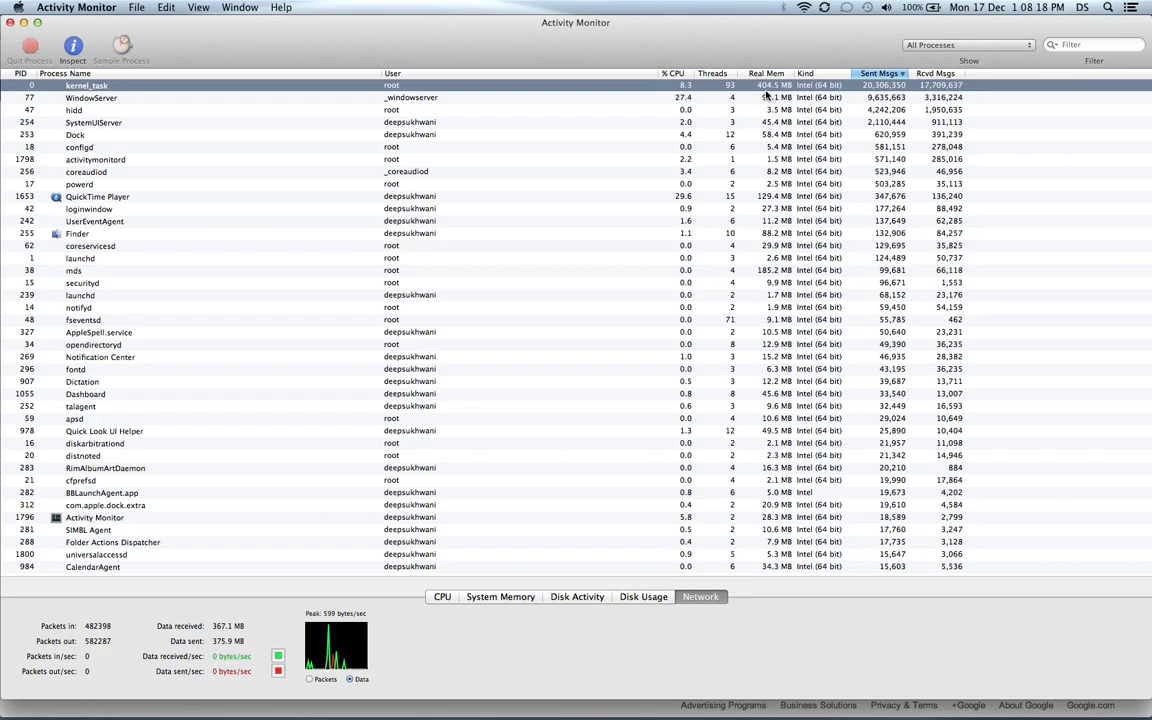 Activity Monitor File Edit View Window Help 100% Mon 17 Dec 1 08 18 PM DS
Activity Monitor
Quit Process Inspect Sample Process All Processes Show Filter Filter
PID Process Name User % CPU Threads Real Mem Kind Sent Msgs Rcvd Msgs
0 kernel_task root 8.3 93 404.5 MB Intel (64 bit) 20,306,350 17,709,637
77 WindowServer _windowserver 27.4 4 .1 MB Intel (64 bit) 9,635,663 3,316,224
47 hidd root 0.0 3 3.5 MB Intel (64 bit) 4,242,206 1,950,635
254 SystemUIServer deepsukhwani 2.0 3 45.4 MB Intel (64 bit) 2,110,444 911,113
253 Dock deepsukhwani 4.4 12 58.4 MB Intel (64 bit) 620,959 391,239
18 configd root 0.0 6 5.4 MB Intel (64 bit) 581,151 278,048
1798 activitymonitord root 2.2 1 1.5 MB Intel (64 bit) 571,140 285,016
256 coreaudiod _coreaudiod 3.4 6 8.2 MB Intel (64 bit) 523,946 46,956
17 powerd root 0.0 2 2.5 MB Intel (64 bit) 503,285 35,113
1653 QuickTime Player deepsukhwani 29.6 15 129.4 MB Intel (64 bit) 347,676 136,240
42 loginwindow deepsukhwani 0.9 2 27.3 MB Intel (64 bit) 177,264 88,492
242 UserEventAgent deepsukhwani 1.6 6 11.2 MB Intel (64 bit) 137,649 62,285
255 Finder deepsukhwani 1.1 10 88.2 MB Intel (64 bit) 132,906 84,257
62 coreservicesd root 0.0 4 29.9 MB Intel (64 bit) 129,695 35,825
1 launchd root 0.0 3 2.6 MB Intel (64 bit) 124,489 50,737
38 mds root 0.0 4 185.2 MB Intel (64 bit) 99,681 66,118
15 securityd root 0.0 4 9.9 MB Intel (64 bit) 96,671 1,553
239 launchd deepsukhwani 0.0 2 1.7 MB Intel (64 bit) 68,152 23,176
14 notifyd root 0.0 2 1.9 MB Intel (64 bit) 59,450 54,159
48 fseventsd root 0.0 71 9.1 MB Intel (64 bit) 55,785 462
327 AppleSpell.service deepsukhwani 0.0 2 10.5 MB Intel (64 bit) 50,640 23,231
34 opendirectoryd root 0.0 8 12.9 MB Intel (64 bit) 49,390 36,235
269 Notification Center deepsukhwani 1.0 3 15.2 MB Intel (64 bit) 46,935 28,382
296 fontd deepsukhwani 0.0 3 6.3 MB Intel (64 bit) 43,195 36,235
907 Dictation deepsukhwani 0.5 3 12.2 MB Intel (64 bit) 39,687 13,711
1055 Dashboard deepsukhwani 0.8 8 45.6 MB Intel (64 bit) 33,540 13,007
252 talagent deepsukhwani 0.6 3 9.6 MB Intel (64 bit) 32,449 16,593
59 apsd root 0.0 4 10.6 MB Intel (64 bit) 29,024 10,649
978 Quick Look UI Helper deepsukhwani 1.3 12 49.5 MB Intel (64 bit) 25,890 10,404
16 diskarbitrationd root 0.0 2 2.1 MB Intel (64 bit) 21,957 11,098
20 distnoted root 0.0 2 2.3 MB Intel (64 bit) 21,342 14,946
283 RimAlbumArtDaemon deepsukhwani 0.0 4 16.3 MB Intel (64 bit) 20,210 884
21 cfprefsd root 0.0 4 2.1 MB Intel (64 bit) 19,990 17,864
282 BBLaunchAgent.app deepsukhwani 0.8 6 5.0 MB Intel 19,673 4,202
312 com.apple.dock.extra deepsukhwani 0.4 2 20.9 MB Intel (64 bit) 19,610 4,584
1796 Activity Monitor deepsukhwani 5.8 2 28.3 MB Intel (64 bit) 18,589 2,799
281 SIMBL Agent deepsukhwani 0.5 2 10.6 MB Intel (64 bit) 17,760 3,247
288 Folder Actions Dispatcher deepsukhwani 0.4 2 7.9 MB Intel (64 bit) 17,735 3,128
1800 universalaccessd deepsukhwani 0.9 5 5.3 MB Intel (64 bit) 15,647 3,066
984 CalendarAgent deepsukhwani 0.0 6 34.3 MB Intel (64 bit) 15,603 5,536
CPU System Memory Disk Activity Disk Usage Network
Peak: 599 bytes/sec
Packets in: 482398 Data received: 367.1 MB
Packets out: 582287 Data sent: 375.9 MB
Packets in/sec: 0 Data received/sec: 0 bytes/sec
Packets out/sec: 0 Data sent/sec: 0 bytes/sec
Packets Data
Advertising Programs Business Solutions Privacy & Terms +Google About Google Google.com